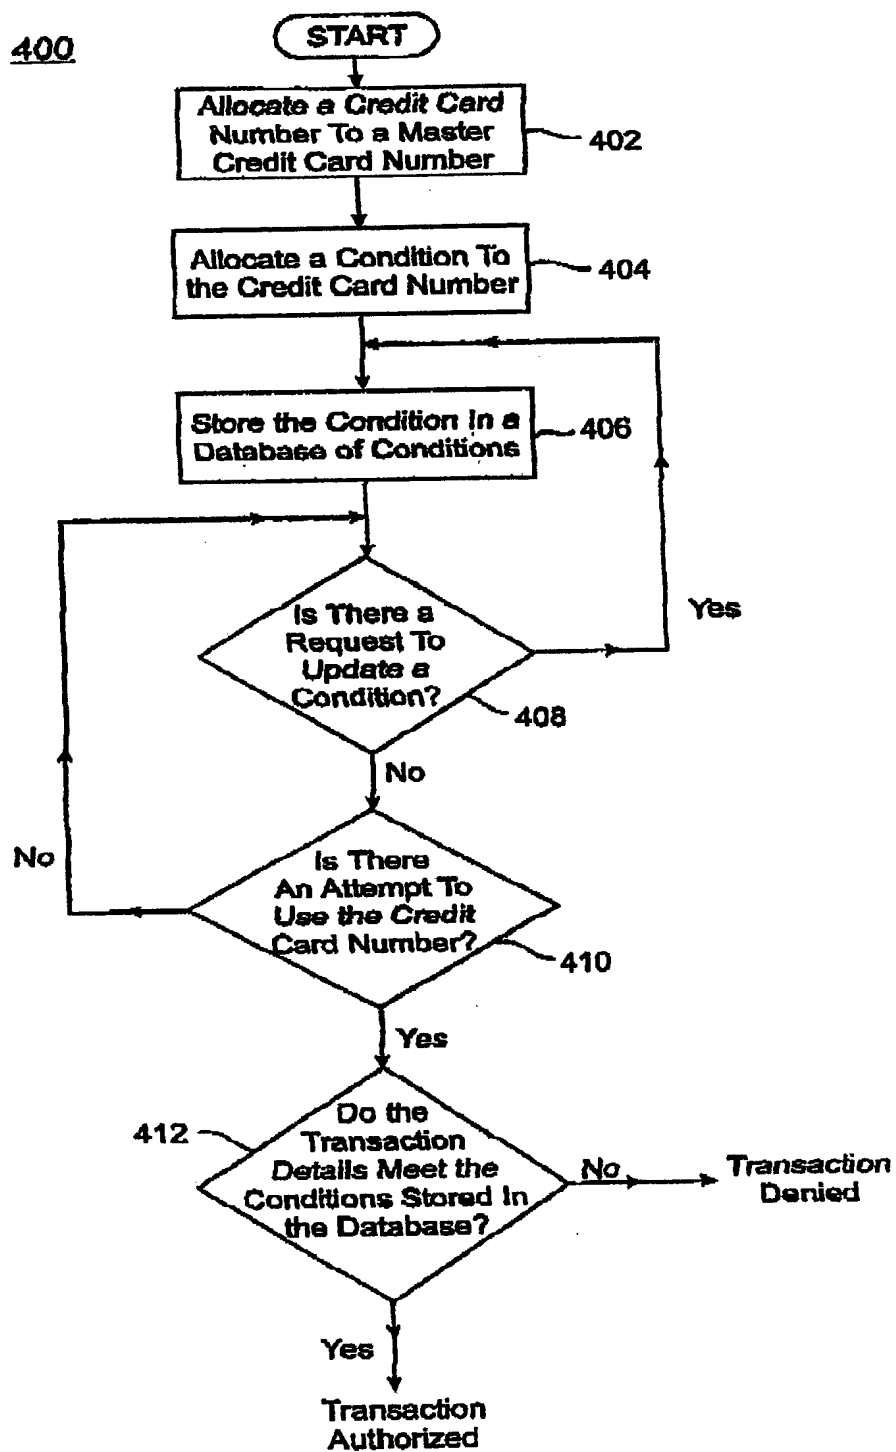 400
START
Allocate a Credit Card
Number To a Master
Credit Card Number
402
Allocate a Condition To
the Credit Card Number
404
Store the Condition in a
Database of Conditions
406
Is There a
Request To
Update a
Condition?
408
Yes
No
Is There
An Attempt To
Use the Credit
Card Number?
410
No
Yes
412
Do the
Transaction
Details Meet the
Conditions Stored In
the Database?
No
Transaction
Denied
Yes
Transaction
Authorized